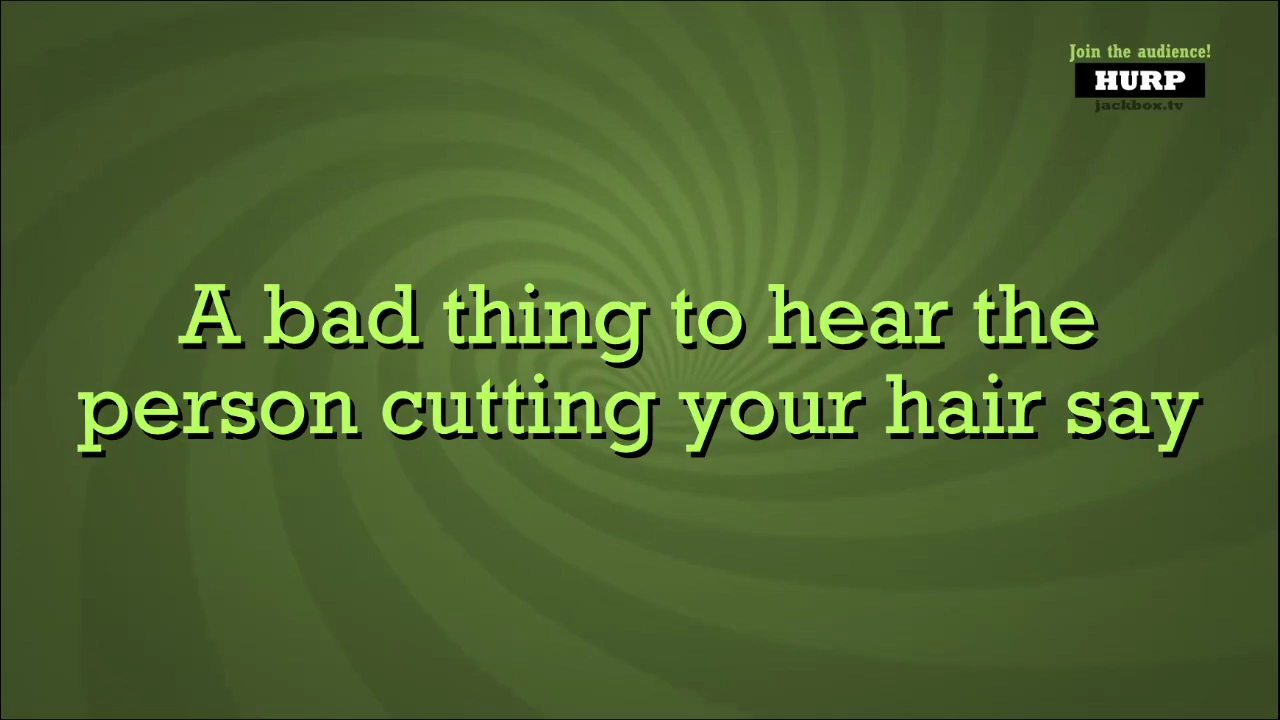 Join the audience!
HURP
jackbox.tv
A bad thing to hear the
person cutting your hair say